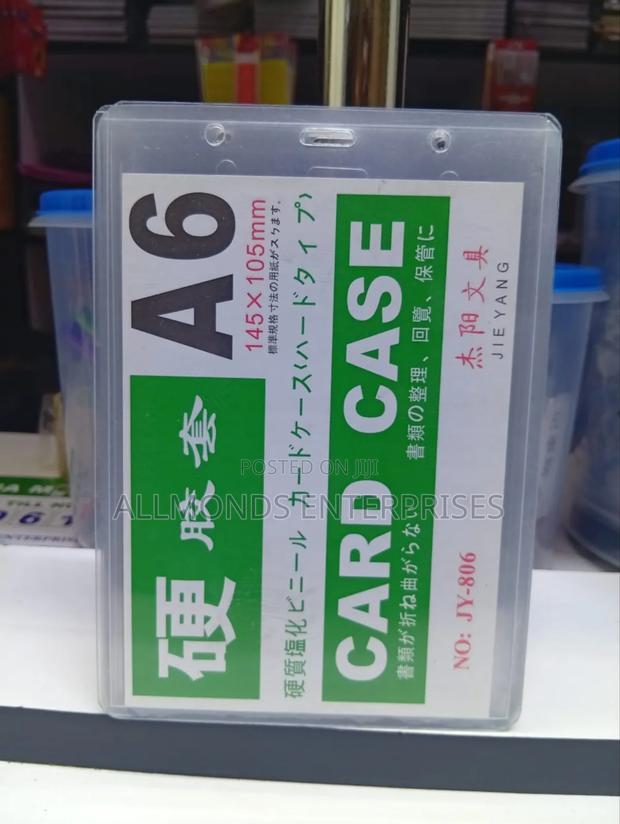 硬胶套 A6
145×105mm
標準規格寸法の用紙がスッます。
硬質塩化ビニール カードケース(ハードタイプ)
CARD CASE
書類が折れ曲がらない 書類の整理、回覧、保管に
NO: JY-806
杰阳文具
JIE YANG
POSTED ON JIJI
ALLMONDS ENTERPRISES